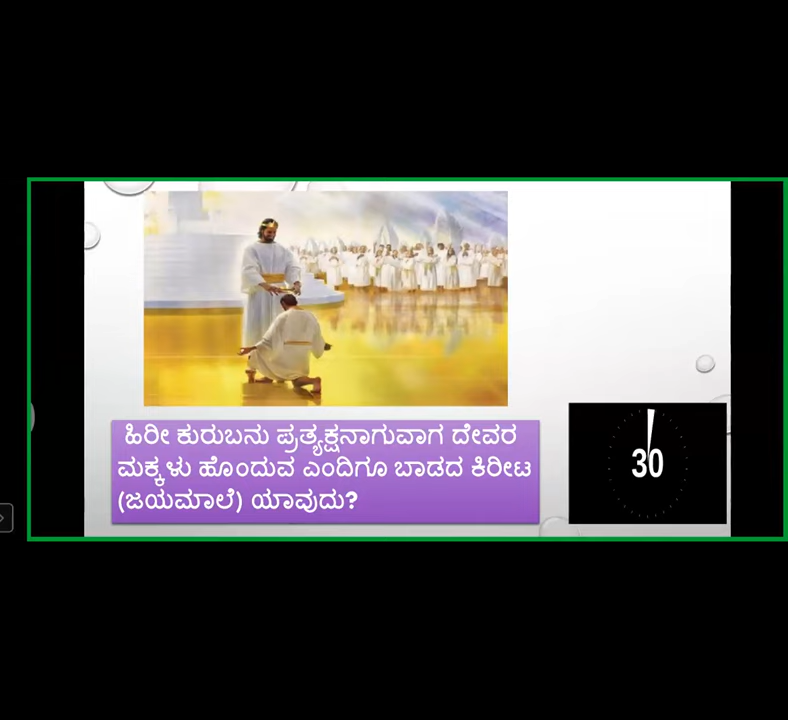 ಹಿರೀ ಕುರುಬನು ಪ್ರತ್ಯಕ್ಷನಾಗುವಾಗ ದೇವರ
ಮಕ್ಕಳು ಹೊಂದುವ ಎಂದಿಗೂ ಬಾಡದ ಕಿರೀಟ
(ಜಯಮಾಲೆ) ಯಾವುದು?
30